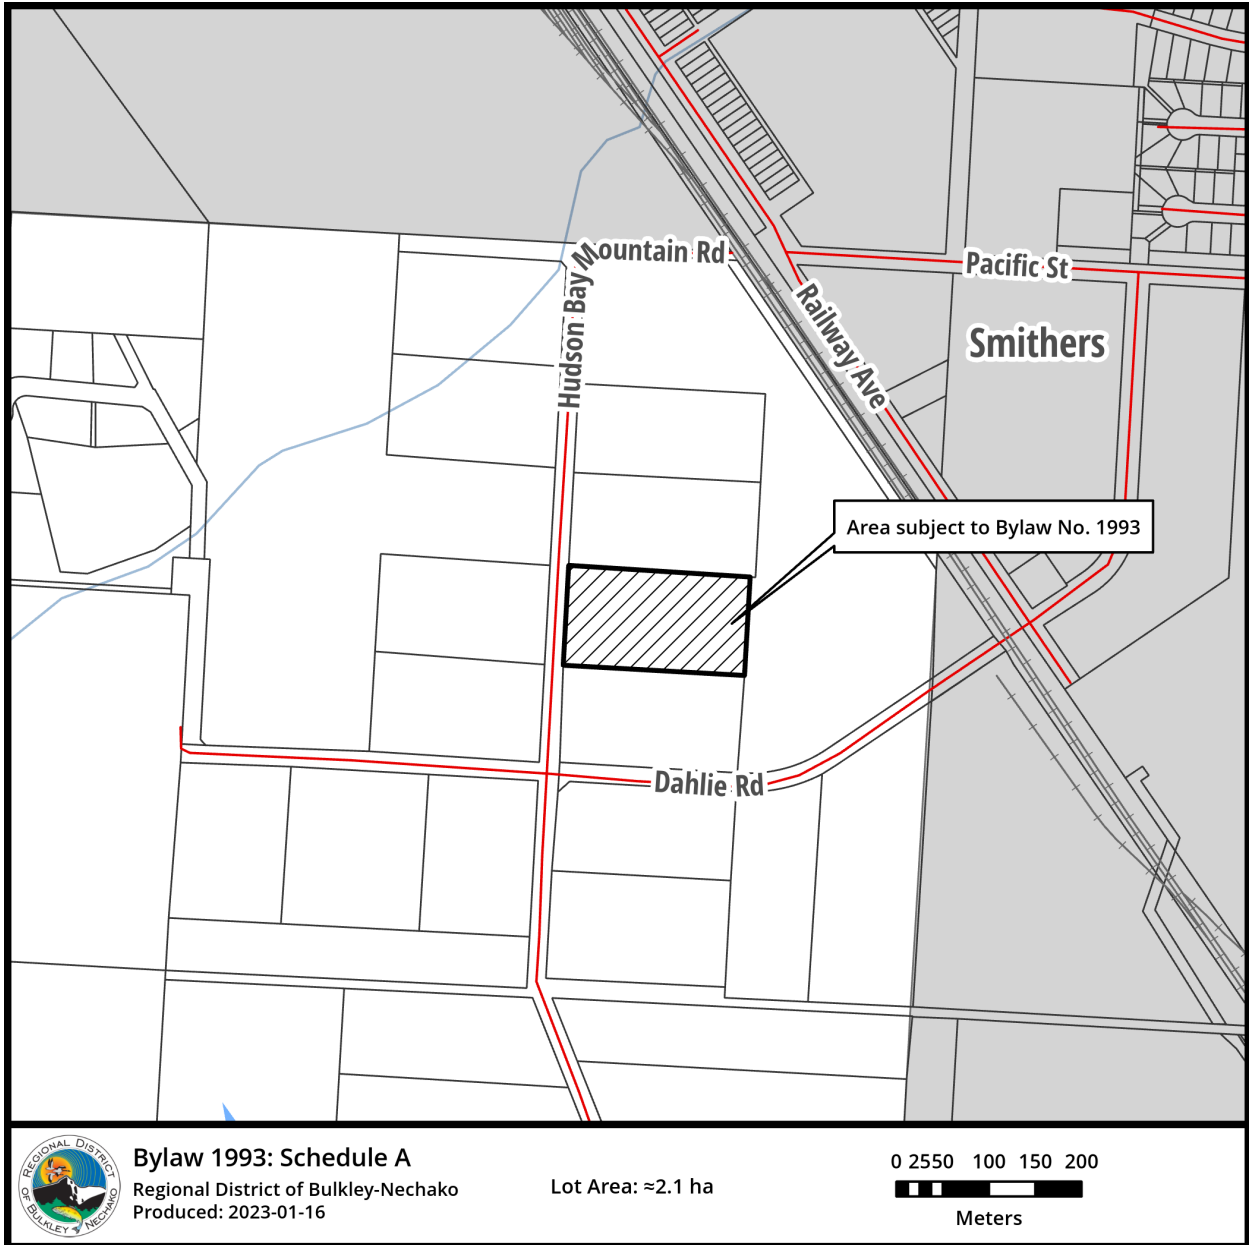 Hudson Bay Mountain Rd
Pacific St
Railway Ave
Smithers
Area subject to Bylaw No. 1993
Dahlie Rd
REGIONAL DISTRICT
OF BULKLEY NECHAKO
Bylaw 1993: Schedule A
Regional District of Bulkley-Nechako
Produced: 2023-01-16
Lot Area: ≈2.1 ha
0 2550 100 150 200
Meters